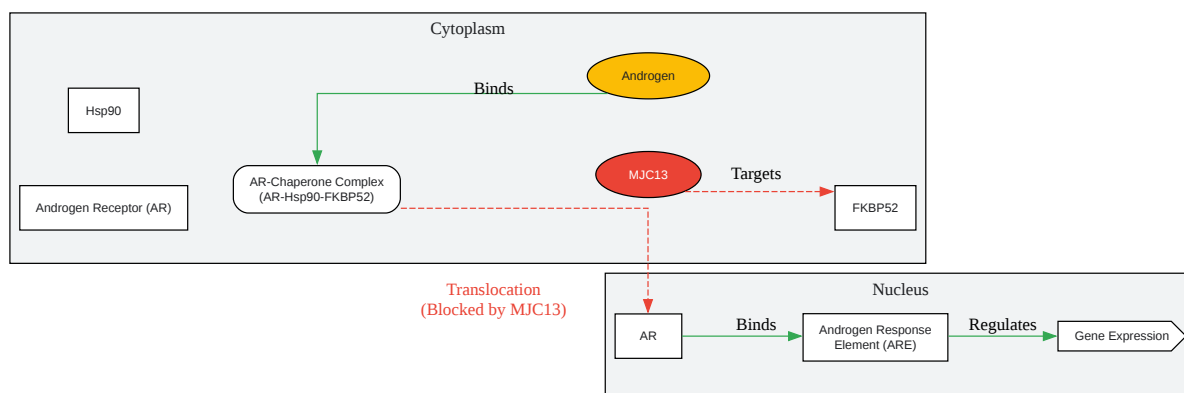 Cytoplasm
Androgen
Binds
Hsp90
MJC13
Targets
AR-Chaperone Complex
(AR-Hsp90-FKBP52)
Androgen Receptor (AR)
FKBP52
Translocation
(Blocked by MJC13)
Nucleus
AR
Binds
Androgen Response
Element (ARE)
Regulates
Gene Expression